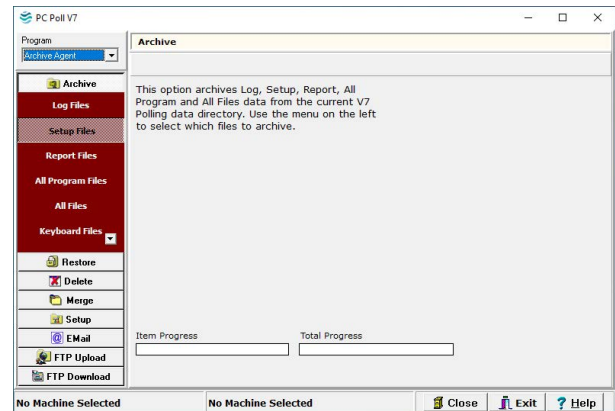 PC Poll V7
Program
Archive Agent
Archive
Archive
Log Files
Setup Files
Report Files
All Program Files
All Files
Keyboard Files
Restore
Delete
Merge
Setup
EMail
FTP Upload
FTP Download
This option archives Log, Setup, Report, All
Program and All Files data from the current V7
Polling data directory. Use the menu on the left
to select which files to archive.
Item Progress
Total Progress
No Machine Selected
No Machine Selected
Close
Exit
Help